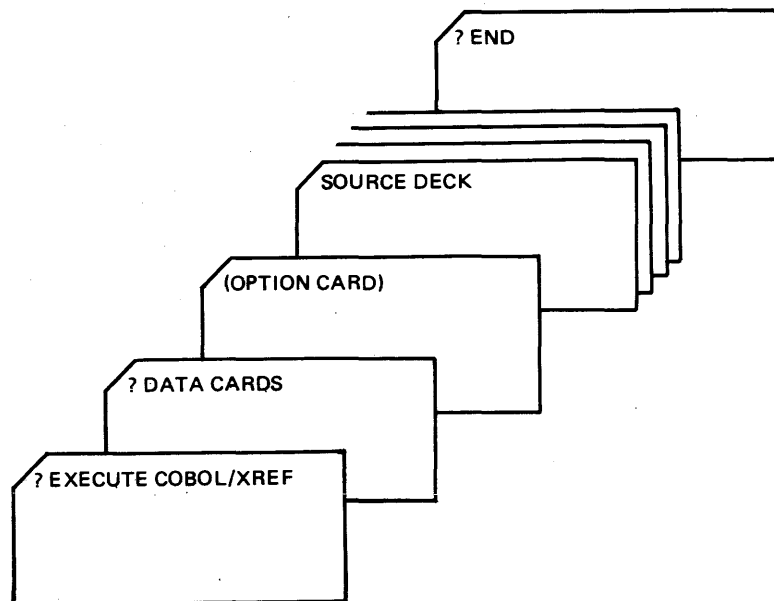 ? END
SOURCE DECK
(OPTION CARD)
? DATA CARDS
? EXECUTE COBOL/XREF